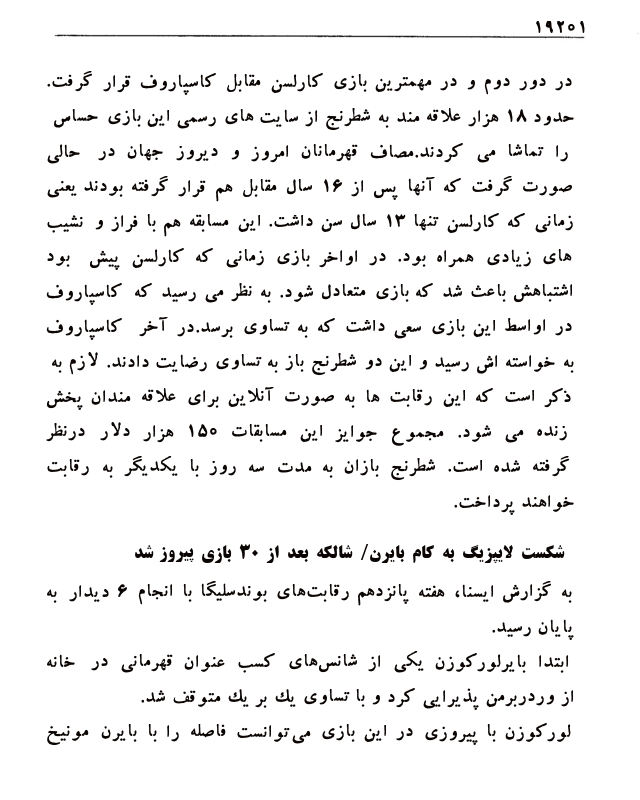 ۱۹۲۵۱
در دور دوم و در مهمترین بازی کارلسن مقابل کاسپاروف قرار گرفت.
حدود ۱۸ هزار علاقه مند به شطرنج از سایت های رسمی این بازی حساس
را تماشا می کردند.مصاف قهرمانان امروز و دیروز جهان در حالی
صورت گرفت که آنها پس از ۱۶ سال مقابل هم قرار گرفته بودند یعنی
زمانی که کارلسن تنها ۱۳ سال سن داشت. این مسابقه هم با فراز و نشیب
های زیادی همراه بود. در اواخر بازی زمانی که کارلسن پیش بود
اشتباهش باعث شد که بازی متعادل شود. به نظر می رسید که کاسپاروف
در اواسط این بازی سعی داشت که به تساوی برسد.در آخر کاسپاروف
به خواسته اش رسید و این دو شطرنج باز به تساوی رضایت دادند. لازم به
ذکر است که این رقابت ها به صورت آنلاین برای علاقه مندان پخش
زنده می شود. مجموع جوایز این مسابقات ۱۵۰ هزار دلار درنظر
گرفته شده است. شطرنج بازان به مدت سه روز با یکدیگر به رقابت
خواهند پرداخت.
شکست لایپزیگ به کام بایرن/ شالکه بعد از ۳۰ بازی پیروز شد
به گزارش ایسنا، هفته پانزدهم رقابت‌های بوندسلیگا با انجام ۶ دیدار به
پایان رسید.
ابتدا بایرلورکوزن یکی از شانس‌های کسب عنوان قهرمانی در خانه
از وردربرمن پذیرایی کرد و با تساوی یك بر یك متوقف شد.
لورکوزن با پیروزی در این بازی می‌توانست فاصله را با بایرن مونیخ